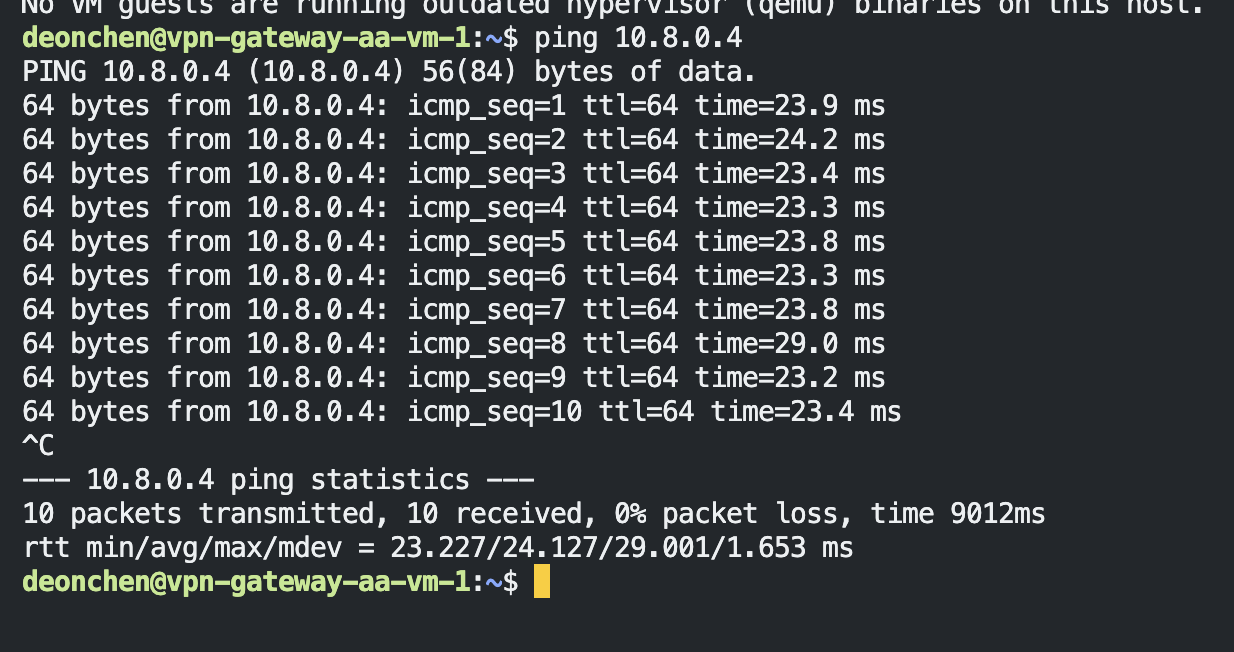 No VM guests are running outdated hypervisor (qemu) binaries on this host.
deonchen@vpn-gateway-aa-vm-1:~$ ping 10.8.0.4
PING 10.8.0.4 (10.8.0.4) 56(84) bytes of data.
64 bytes from 10.8.0.4: icmp_seq=1 ttl=64 time=23.9 ms
64 bytes from 10.8.0.4: icmp_seq=2 ttl=64 time=24.2 ms
64 bytes from 10.8.0.4: icmp_seq=3 ttl=64 time=23.4 ms
64 bytes from 10.8.0.4: icmp_seq=4 ttl=64 time=23.3 ms
64 bytes from 10.8.0.4: icmp_seq=5 ttl=64 time=23.8 ms
64 bytes from 10.8.0.4: icmp_seq=6 ttl=64 time=23.3 ms
64 bytes from 10.8.0.4: icmp_seq=7 ttl=64 time=23.8 ms
64 bytes from 10.8.0.4: icmp_seq=8 ttl=64 time=29.0 ms
64 bytes from 10.8.0.4: icmp_seq=9 ttl=64 time=23.2 ms
64 bytes from 10.8.0.4: icmp_seq=10 ttl=64 time=23.4 ms
^C
--- 10.8.0.4 ping statistics ---
10 packets transmitted, 10 received, 0% packet loss, time 9012ms
rtt min/avg/max/mdev = 23.227/24.127/29.001/1.653 ms
deonchen@vpn-gateway-aa-vm-1:~$